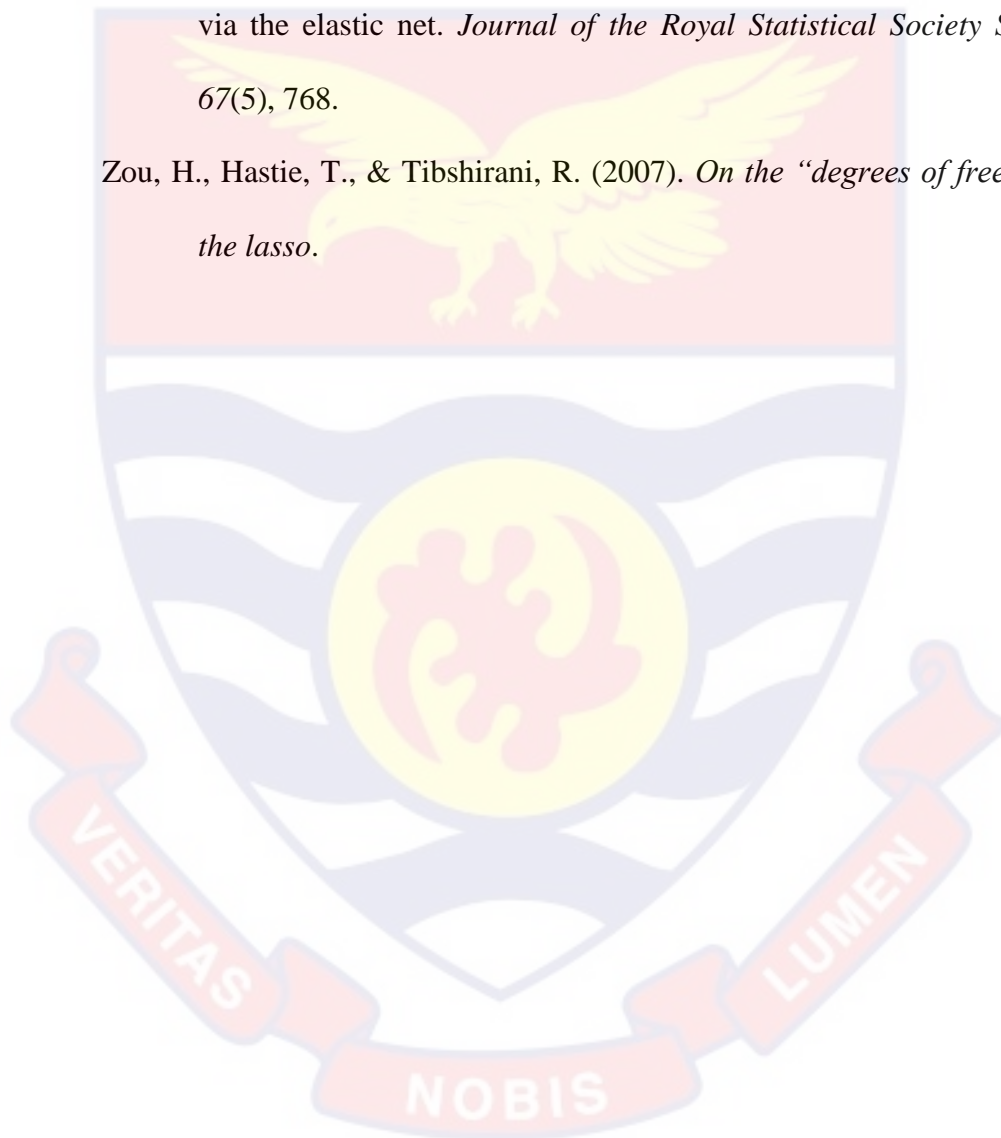 via the elastic net. Journal of the Royal Statistical Society S
67(5), 768.
Zou, H., Hastie, T., & Tibshirani, R. (2007). On the “degrees of free
the lasso.
VERITAS
NOBIS
LUMEN